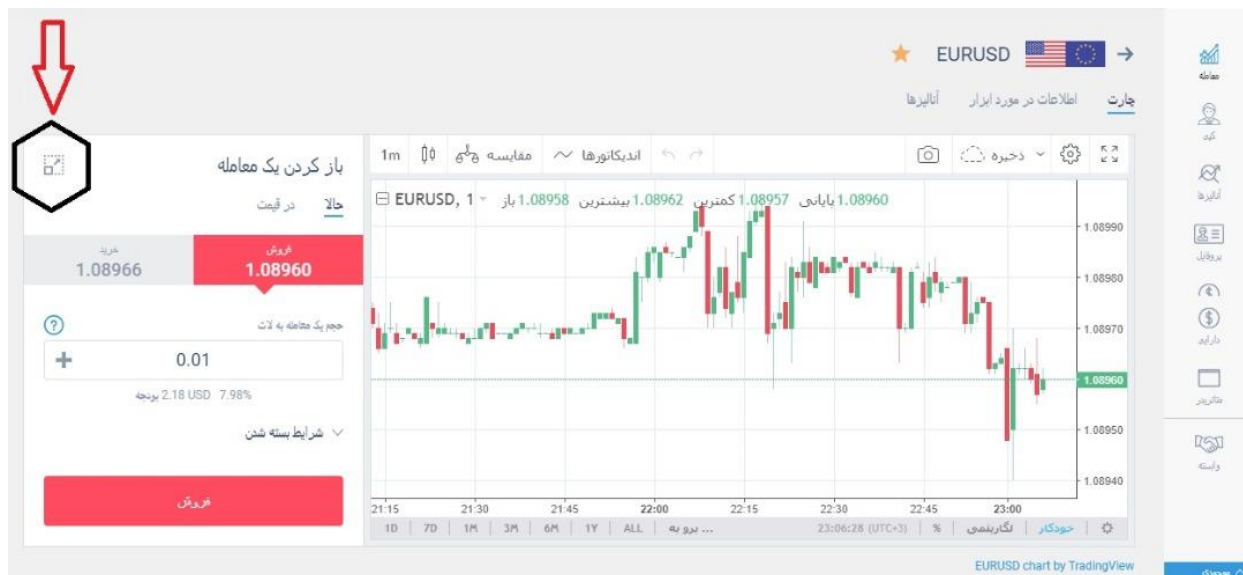 EURUSD
چارت
اطلاعات در مورد ابزار
آنالیزها
معامله
کپی
آنالیزها
پروفایل
دارایی
متاتریدر
وابسته
باز کردن یک معامله
حالا
در قیمت
فروش
1.08960
خرید
1.08966
حجم یک معامله به لات
0.01
بودجه 2.18 USD 7.98%
شرایط بسته شدن
فروش
1m
مقایسه
اندیکاتورها
ذخیره
EURUSD, 1
باز 1.08958 بیشترین 1.08962 کمترین 1.08957 پایانی 1.08960
1.08990
1.08980
1.08970
1.08960
1.08950
1.08940
21:15 21:30 21:45 22:00 22:15 22:30 22:45 23:00
1D 7D 1M 3M 6M 1Y ALL برو به ...
23:06:28 (UTC+3) % لگاریتمی خودکار
EURUSD chart by TradingView